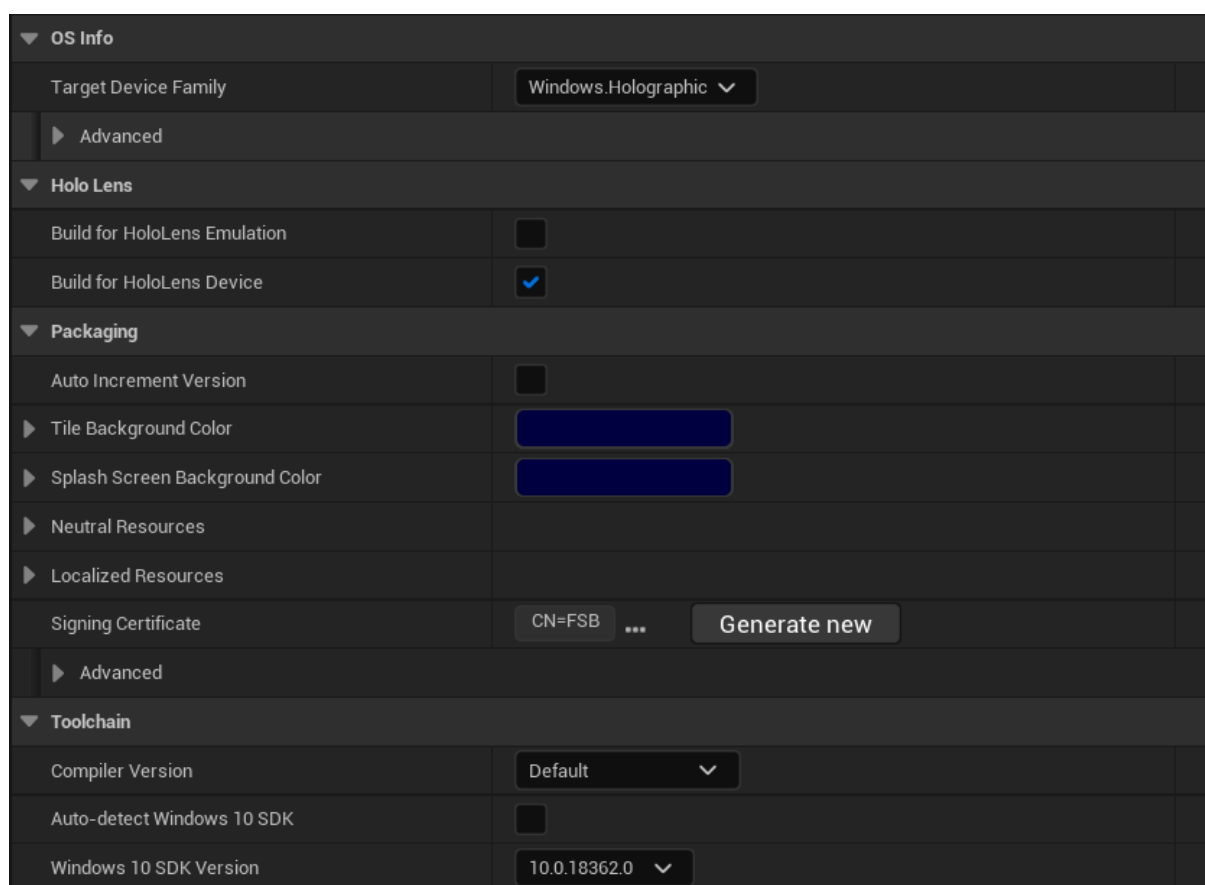 OS Info
Target Device Family Windows.Holographic
Advanced
Holo Lens
Build for HoloLens Emulation
Build for HoloLens Device
Packaging
Auto Increment Version
Tile Background Color
Splash Screen Background Color
Neutral Resources
Localized Resources
Signing Certificate CN=FSB ... Generate new
Advanced
Toolchain
Compiler Version Default
Auto-detect Windows 10 SDK
Windows 10 SDK Version 10.0.18362.0